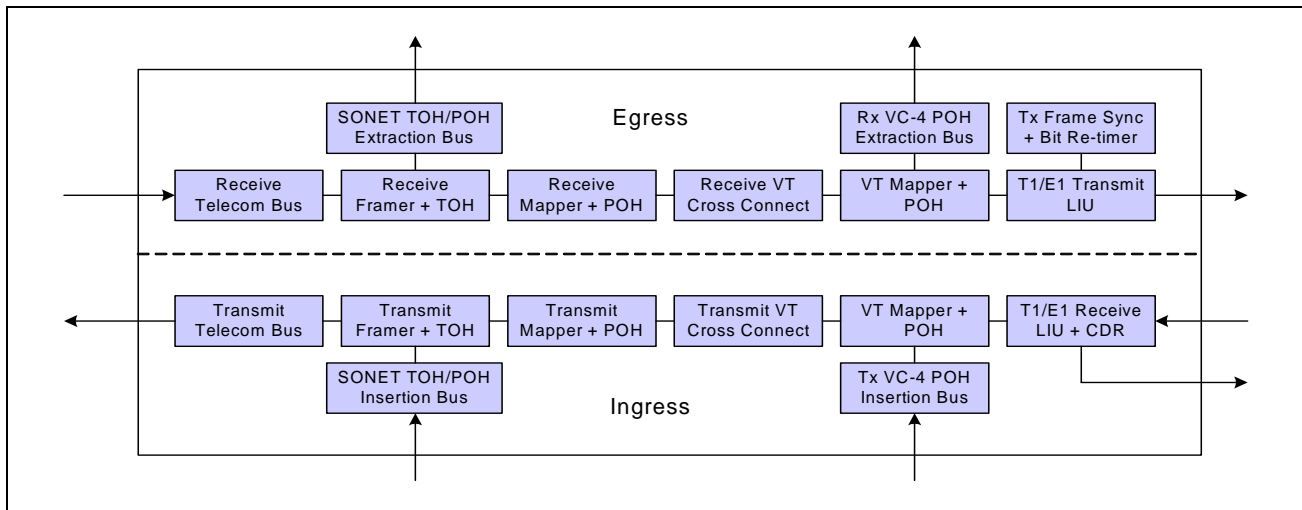 SONET TOH/POH
Extraction Bus
Egress
Rx VC-4 POH
Extraction Bus
Tx Frame Sync
+ Bit Re-timer
Receive
Telecom Bus
Receive
Framer + TOH
Receive
Mapper + POH
Receive VT
Cross Connect
VT Mapper +
POH
T1/E1 Transmit
LIU
Transmit
Telecom Bus
Transmit
Framer + TOH
Transmit
Mapper + POH
Transmit VT
Cross Connect
VT Mapper +
POH
T1/E1 Receive
LIU + CDR
SONET TOH/POH
Insertion Bus
Ingress
Tx VC-4 POH
Insertion Bus